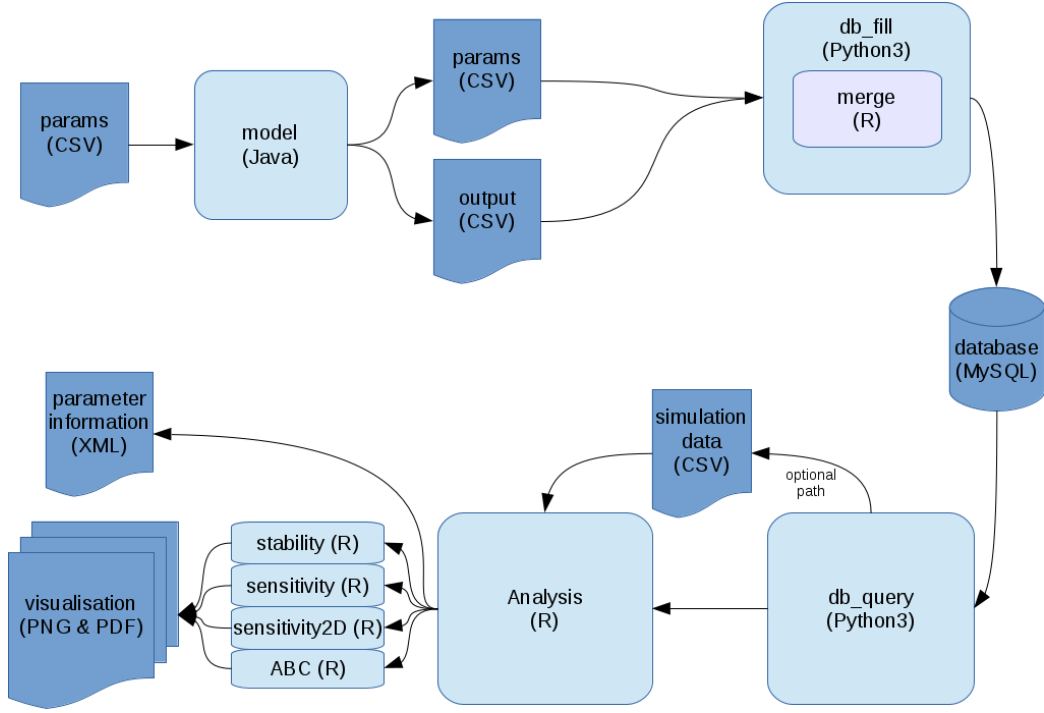 params
(CSV)
model
(Java)
params
(CSV)
output
(CSV)
db_fill
(Python3)
merge
(R)
database
(MySQL)
parameter
information
(XML)
simulation
data
(CSV)
optional
path
stability (R)
sensitivity (R)
sensitivity2D (R)
ABC (R)
visualisation
(PNG & PDF)
Analysis
(R)
db_query
(Python3)